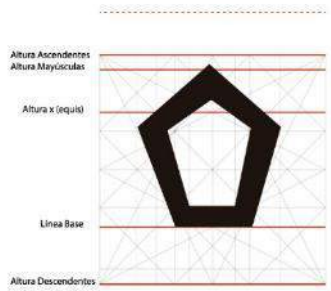 Altura Ascendentes
Altura Mayúsculas
Altura x (equis)
Línea Base
Altura Descendentes